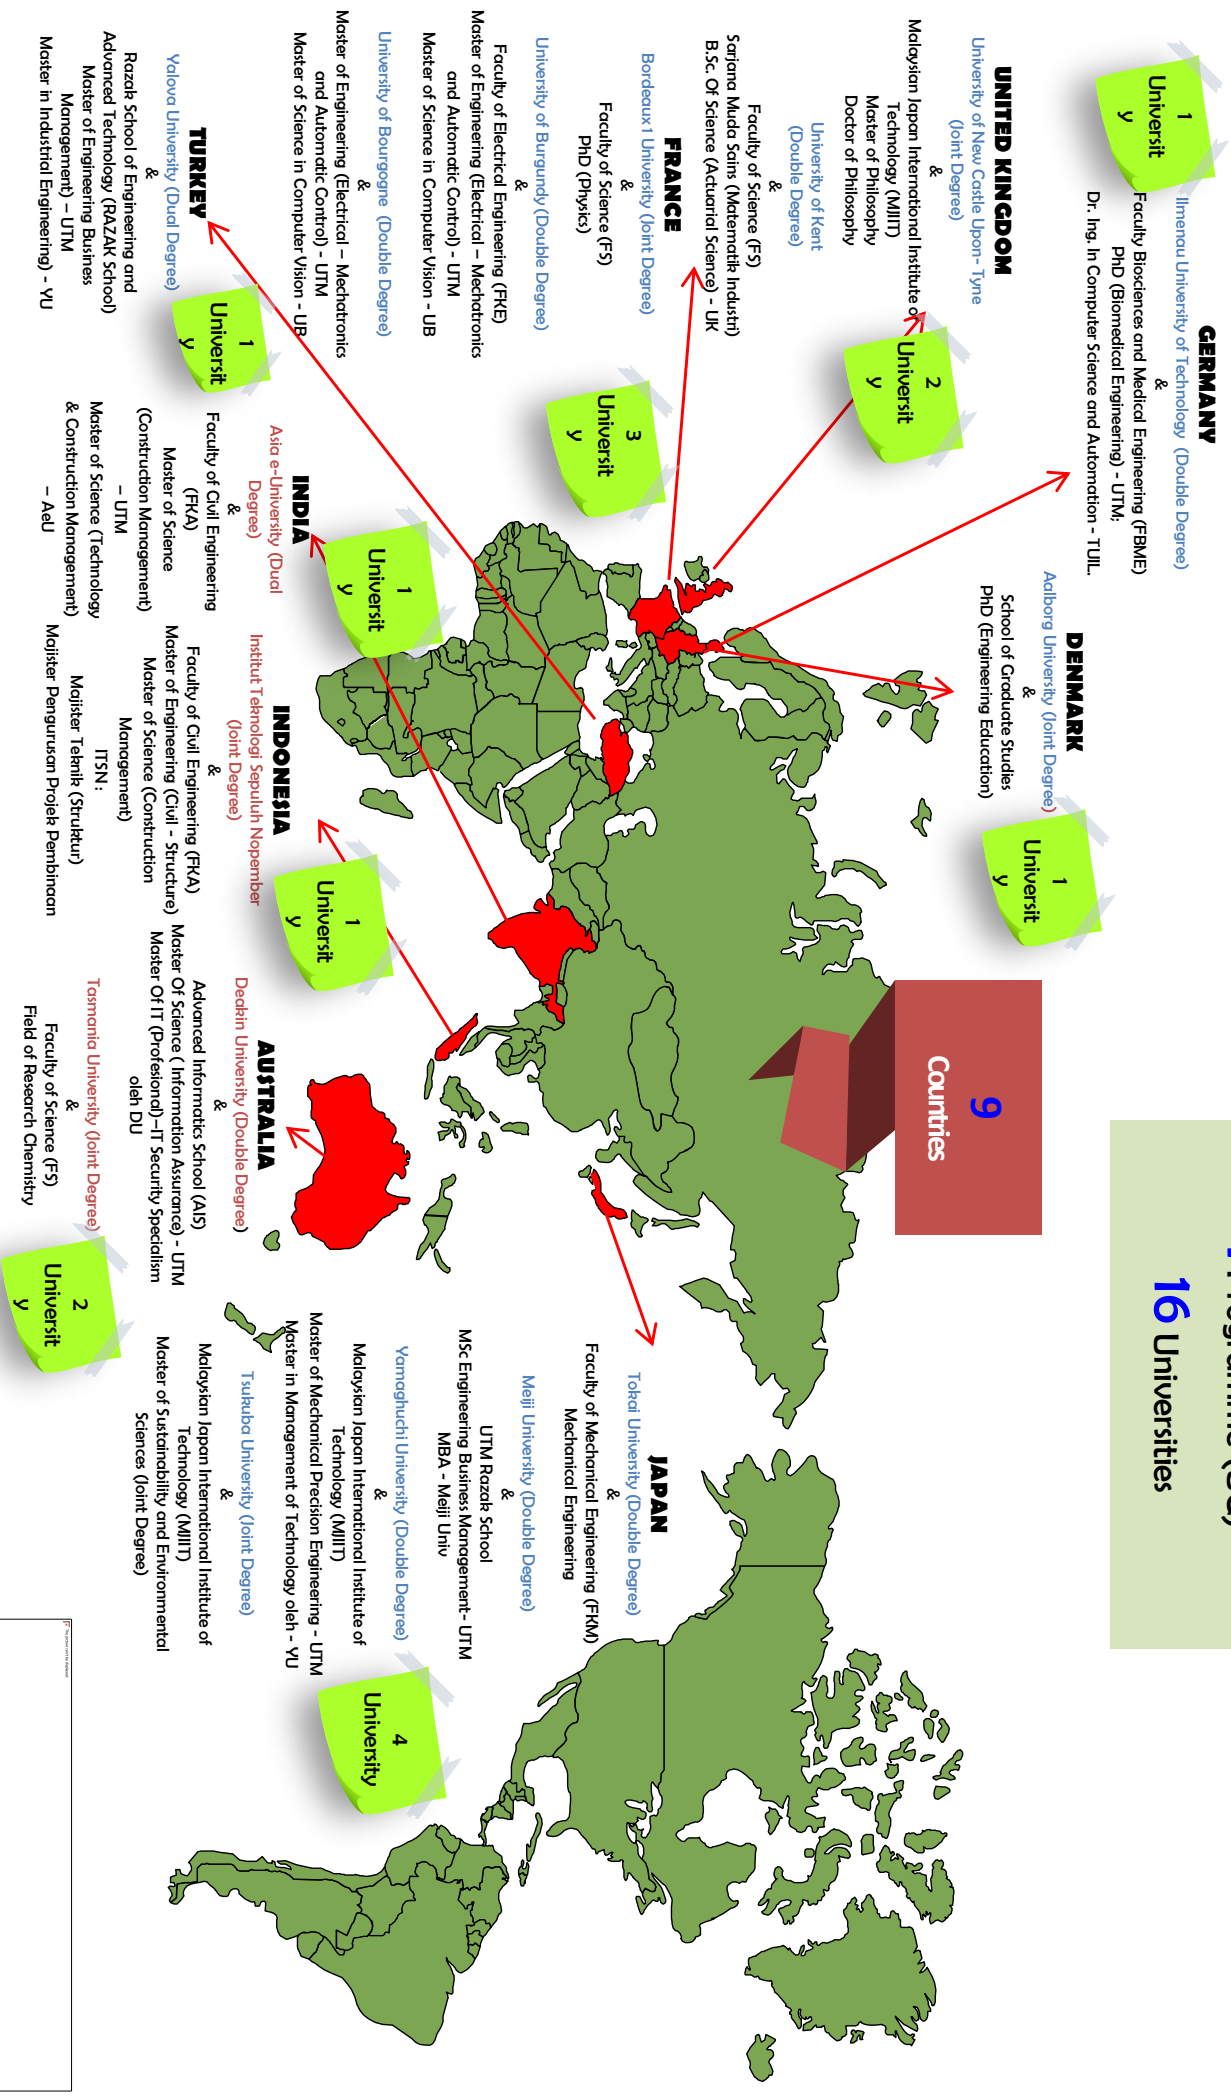 16 Universities
9
Countries
GERMANY
Ilmenau University of Technology (Double Degree)
&
Faculty Biosciences and Medical Engineering (FBME)
PhD (Biomedical Engineering) - UTM;
Dr. Ing. In Computer Science and Automation - TUIL.
1
Universit
y
DENMARK
Aalborg University (Joint Degree)
&
School of Graduate Studies
PhD (Engineering Education)
1
Universit
y
UNITED KINGDOM
University of New Castle Upon- Tyne
(Joint Degree)
&
Malaysian Japan International Institute of
Technology (MJIIT)
Master of Philosophy
Doctor of Philosophy
University of Kent
(Double Degree)
&
Faculty of Science (FS)
Sarjana Muda Sains (Matematik Industri)
B.Sc. Of Science (Actuarial Science) - UK
2
Universit
y
FRANCE
Bordeaux1 University (Joint Degree)
&
Faculty of Science (FS)
PhD (Physics)
University of Burgundy (Double Degree)
&
Faculty of Electrical Engineering (FKE)
Master of Engineering (Electrical – Mechatronics
and Automatic Control) - UTM
Master of Science in Computer Vision - UB
University of Bourgogne (Double Degree)
&
Master of Engineering (Electrical – Mechatronics
and Automatic Control) - UTM
Master of Science in Computer Vision - UB
3
Universit
y
TURKEY
Yalova University (Dual Degree)
&
Razak School of Engineering and
Advanced Technology (RAZAK School)
Master of Engineering Business
Management) – UTM
Master in Industrial Engineering) - YU
1
Universit
y
INDIA
Asia e-University (Dual
Degree)
&
Faculty of Civil Engineering
(FKA)
Master of Science
(Construction Management)
– UTM
Master of Science (Technology
& Construction Management)
– AeU
1
Universit
y
INDONESIA
Institut Teknologi Sepuluh Nopember
(Joint Degree)
&
Faculty of Civil Engineering (FKA)
Master of Engineering (Civil - Structure)
Master of Science (Construction
Management)
ITSN :
Majister Teknik (Struktur)
Majister Pengurusan Projek Pembinaan
1
Universit
y
AUSTRALIA
Deakin University (Double Degree)
&
Advanced Informatics School (AIS)
Master Of Science ( Information Assurance) - UTM
Master Of IT (Profesional)–IT Security Specialism
oleh DU
Tasmania University (Joint Degree)
&
Faculty of Science (FS)
Field of Research Chemistry
2
Universit
y
JAPAN
Tokai University (Double Degree)
&
Faculty of Mechanical Engineering (FKM)
Mechanical Engineering
Meiji University (Double Degree)
&
UTM Razak School
MSc Engineering Business Management- UTM
MBA - Meiji Univ
Yamaghuchi University (Double Degree)
&
Malaysian Japan International Institute of
Technology (MJIIT)
Master of Mechanical Precision Engineering - UTM
Master in Management of Technology oleh - YU
Tsukuba University (Joint Degree)
&
Malaysian Japan International Institute of
Technology (MJIIT)
Master of Sustainability and Environmental
Sciences (Joint Degree)
4
University
The picture can't be displayed.